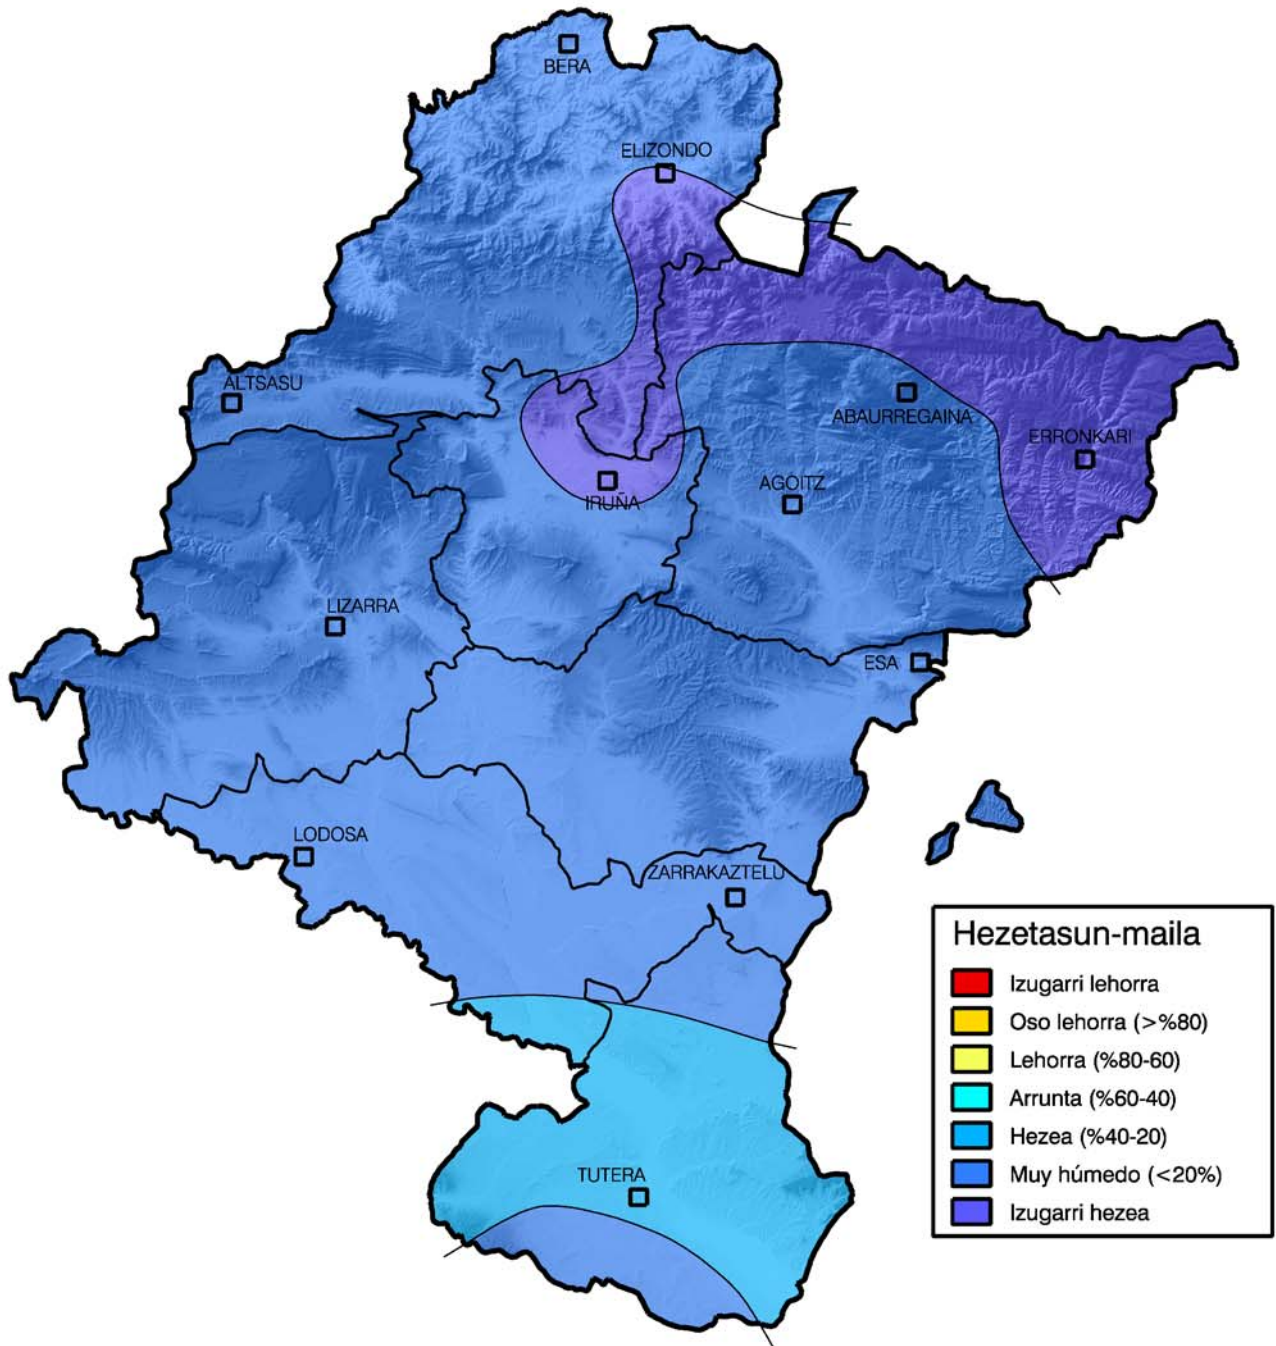 BERA
ELIZONDO
ALTSASU
ABAURREGAINA
ERRONKARI
AGOITZ
IRUÑA
LIZARRA
ESA
LODOSA
ZARRAKAZTELU
TUTERA
Hezetasun-maila
Izugarri lehorra
Oso lehorra (>%80)
Lehorra (%80-60)
Arrunta (%60-40)
Hezea (%40-20)
Muy húmedo (<20%)
Izugarri hezea